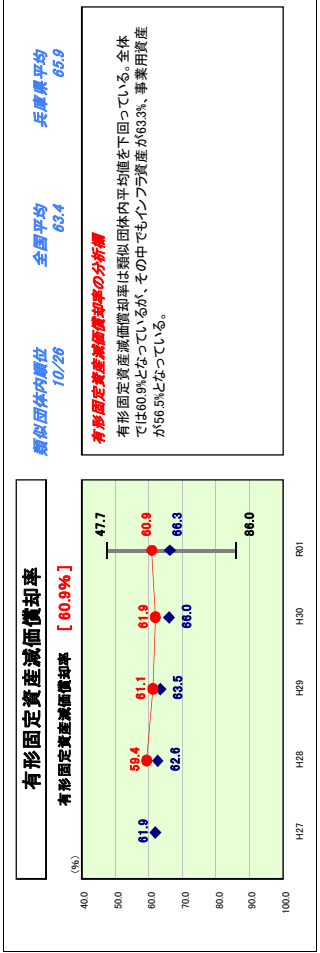 有形固定資産減価償却率
有形固定資産減価償却率 [ 60.9% ]
(%)
40.0
50.0
60.0
70.0
80.0
90.0
100.0
H27
H28
H29
H30
R01
61.9
59.4
62.6
61.1
63.5
61.9
66.0
47.7
60.9
66.3
86.0
類似団体内順位
10/26
全国平均
63.4
兵庫県平均
65.9
有形固定資産減価償却率の分析欄
有形固定資産減価償却率は類似団体内平均値を下回っている。全体
では60.9%となっているが、その中でもインフラ資産が63.3%、事業用資産
が56.5%となっている。